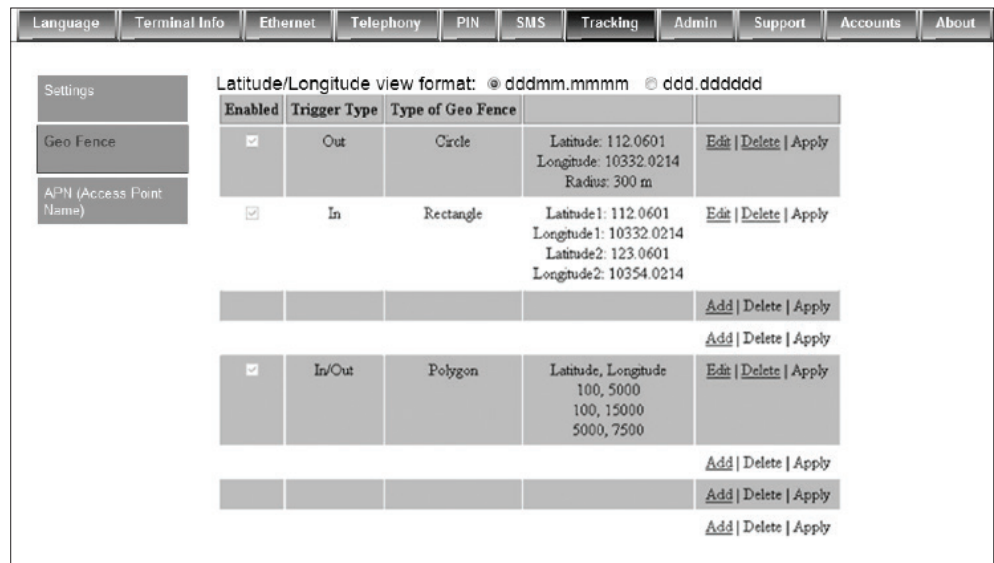 Language Terminal Info Ethernet Telephony PIN SMS Tracking Admin Support Accounts About
Settings
Geo Fence
APN (Access Point
Name)
Latitude/Longitude view format: dddmm.mmmm ddd.dddddd
Enabled Trigger Type Type of Geo Fence
Out Circle Latitude: 112.0601 Edit | Delete | Apply
Longitude: 10332.0214
Radius: 300 m
In Rectangle Latitude1: 112.0601 Edit | Delete | Apply
Longitude1: 10332.0214
Latitude2: 123.0601
Longitude2: 10354.0214
Add | Delete | Apply
Add | Delete | Apply
In/Out Polygon Latitude, Longitude Edit | Delete | Apply
100, 5000
100, 15000
5000, 7500
Add | Delete | Apply
Add | Delete | Apply
Add | Delete | Apply